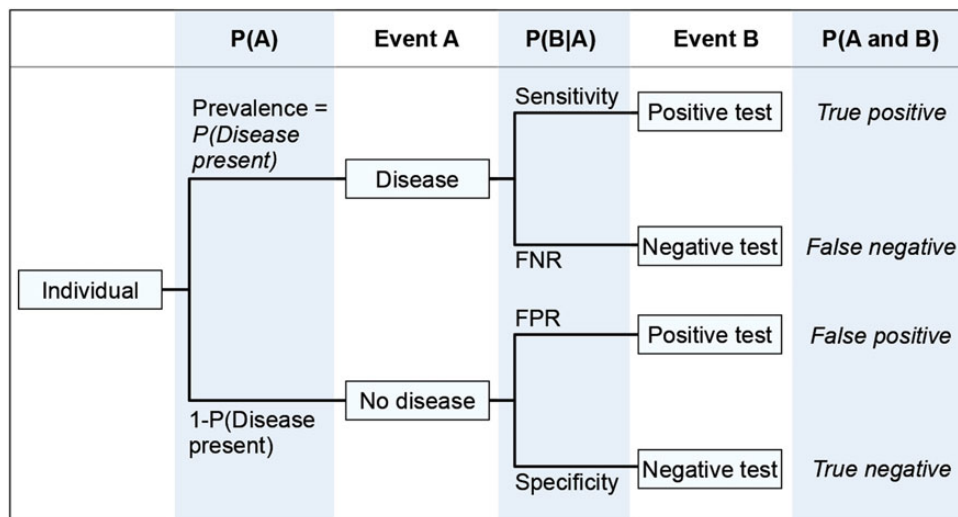 P(A) Event A P(B|A) Event B P(A and B)
Prevalence =
P(Disease
present)
Sensitivity
Positive test
True positive
Disease
FNR
Negative test
False negative
Individual
FPR
Positive test
False positive
No disease
1-P(Disease
present)
Specificity
Negative test
True negative